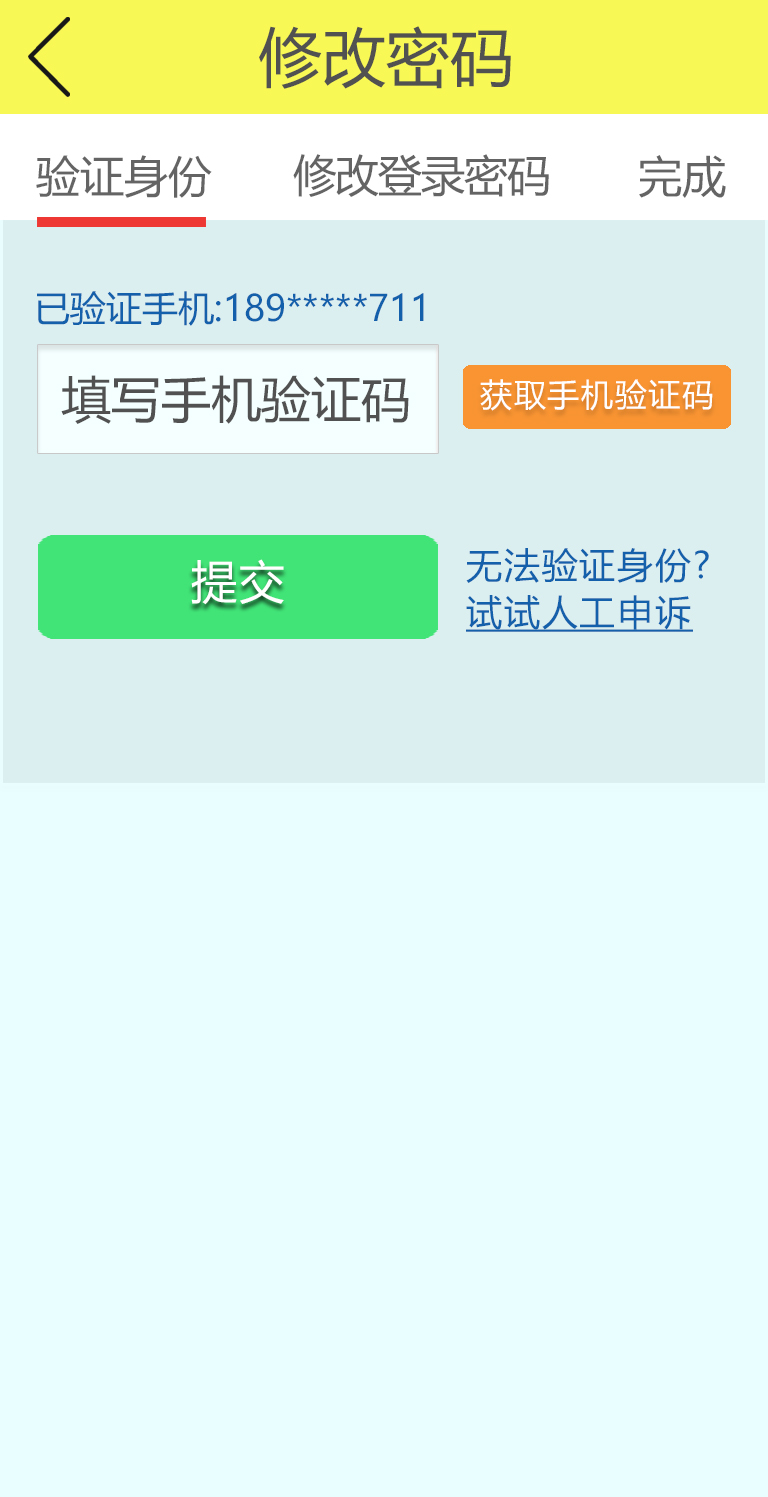 修改密码
验证身份 修改登录密码 完成
已验证手机:189*****711
填写手机验证码 获取手机验证码
提交
无法验证身份?
试试人工申诉